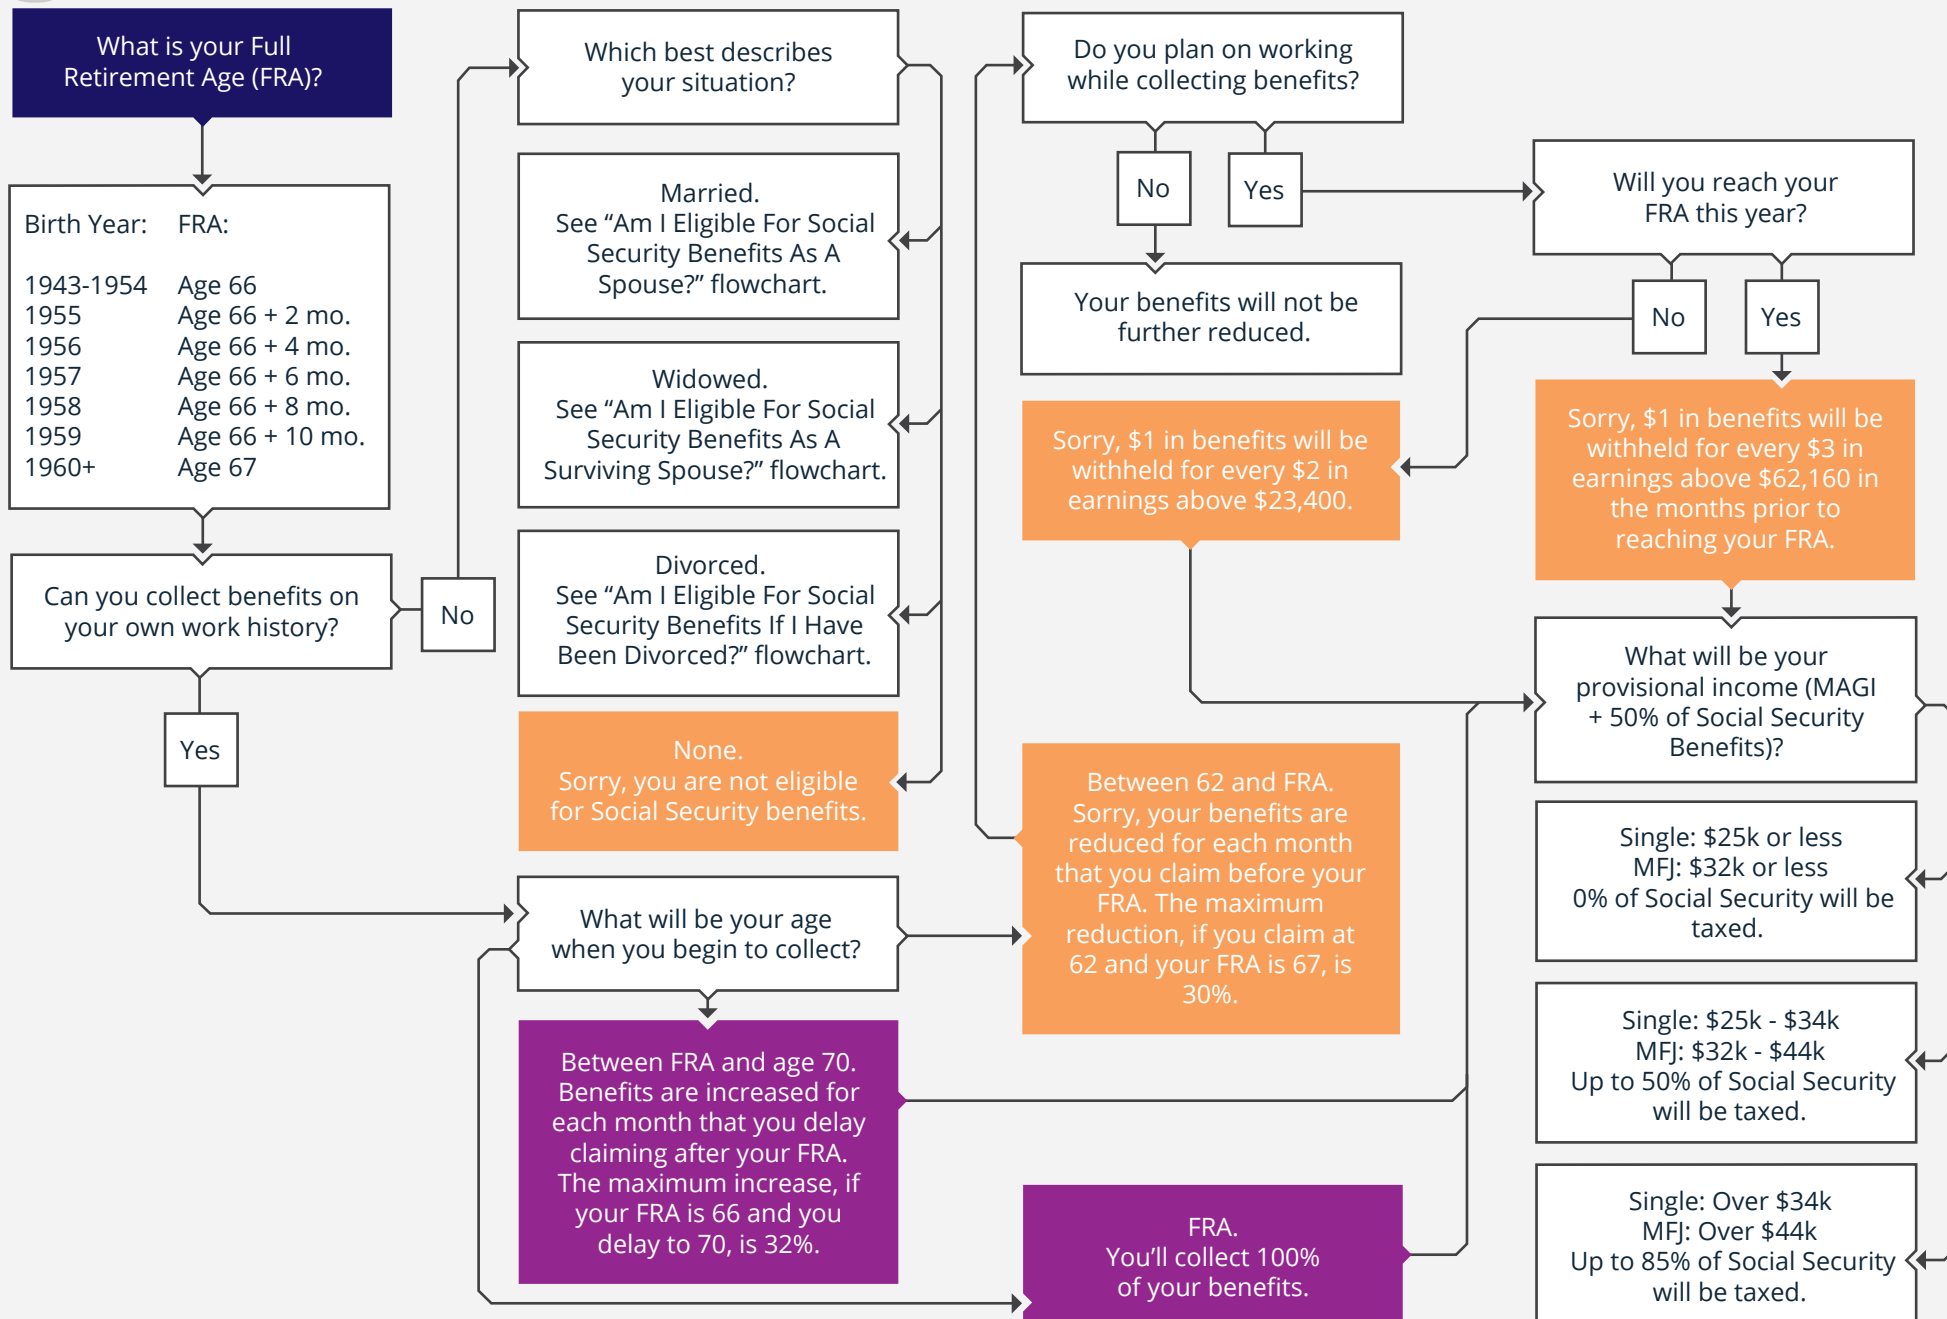 What is your Full
Retirement Age (FRA)?
Birth Year: FRA:
1943-1954 Age 66
1955 Age 66 + 2 mo.
1956 Age 66 + 4 mo.
1957 Age 66 + 6 mo.
1958 Age 66 + 8 mo.
1959 Age 66 + 10 mo.
1960+ Age 67
Can you collect benefits on
your own work history?
No
Yes
Which best describes
your situation?
Married.
See “Am I Eligible For Social
Security Benefits As A
Spouse?” flowchart.
Widowed.
See “Am I Eligible For Social
Security Benefits As A
Surviving Spouse?” flowchart.
Divorced.
See “Am I Eligible For Social
Security Benefits If I Have
Been Divorced?” flowchart.
None.
Sorry, you are not eligible
for Social Security benefits.
What will be your age
when you begin to collect?
Between FRA and age 70.
Benefits are increased for
each month that you delay
claiming after your FRA.
The maximum increase, if
your FRA is 66 and you
delay to 70, is 32%.
Do you plan on working
while collecting benefits?
No
Yes
Your benefits will not be
further reduced.
Sorry, $1 in benefits will be
withheld for every $2 in
earnings above $23,400.
Between 62 and FRA.
Sorry, your benefits are
reduced for each month
that you claim before your
FRA. The maximum
reduction, if you claim at
62 and your FRA is 67, is
30%.
FRA.
You’ll collect 100%
of your benefits.
Will you reach your
FRA this year?
No
Yes
Sorry, $1 in benefits will be
withheld for every $3 in
earnings above $62,160 in
the months prior to
reaching your FRA.
What will be your
provisional income (MAGI
+ 50% of Social Security
Benefits)?
Single: $25k or less
MFJ: $32k or less
0% of Social Security will be
taxed.
Single: $25k - $34k
MFJ: $32k - $44k
Up to 50% of Social Security
will be taxed.
Single: Over $34k
MFJ: Over $44k
Up to 85% of Social Security
will be taxed.